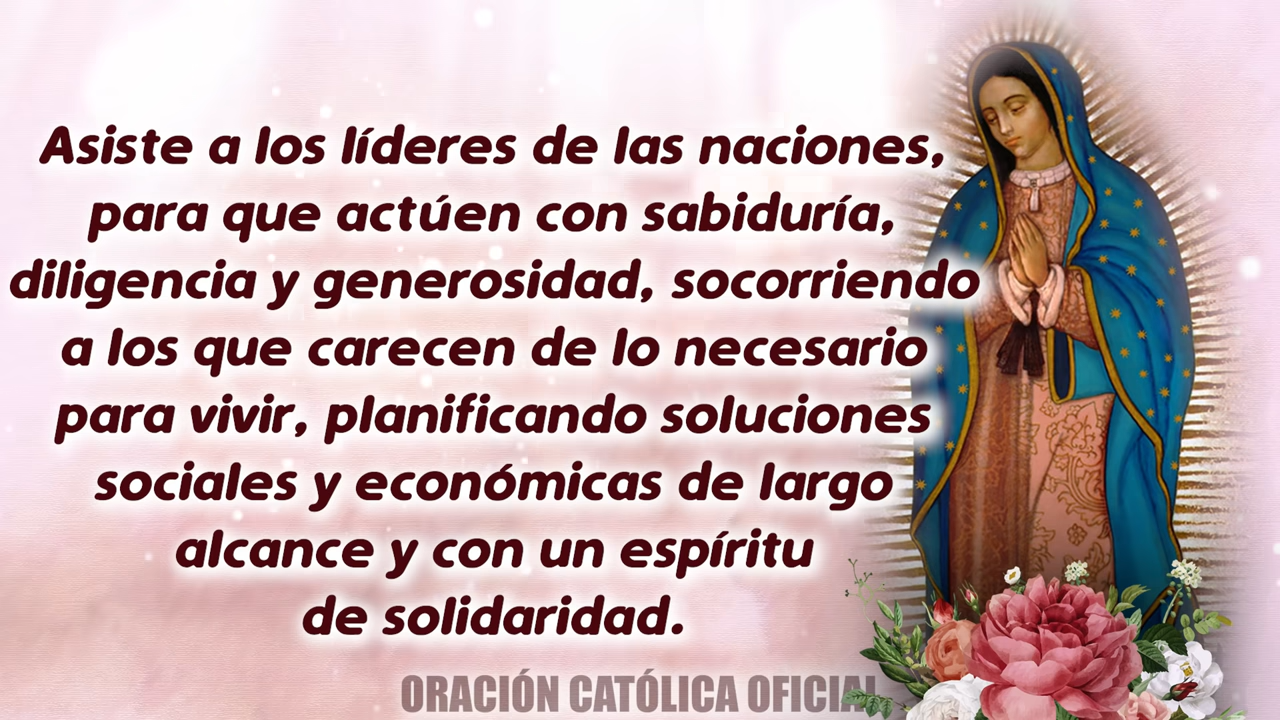 Asiste a los líderes de las naciones,
para que actúen con sabiduría,
diligencia y generosidad, socorriendo
a los que carecen de lo necesario
para vivir, planificando soluciones
sociales y económicas de largo
alcance y con un espíritu
de solidaridad.
ORACIÓN CATÓLICA OFICIAL